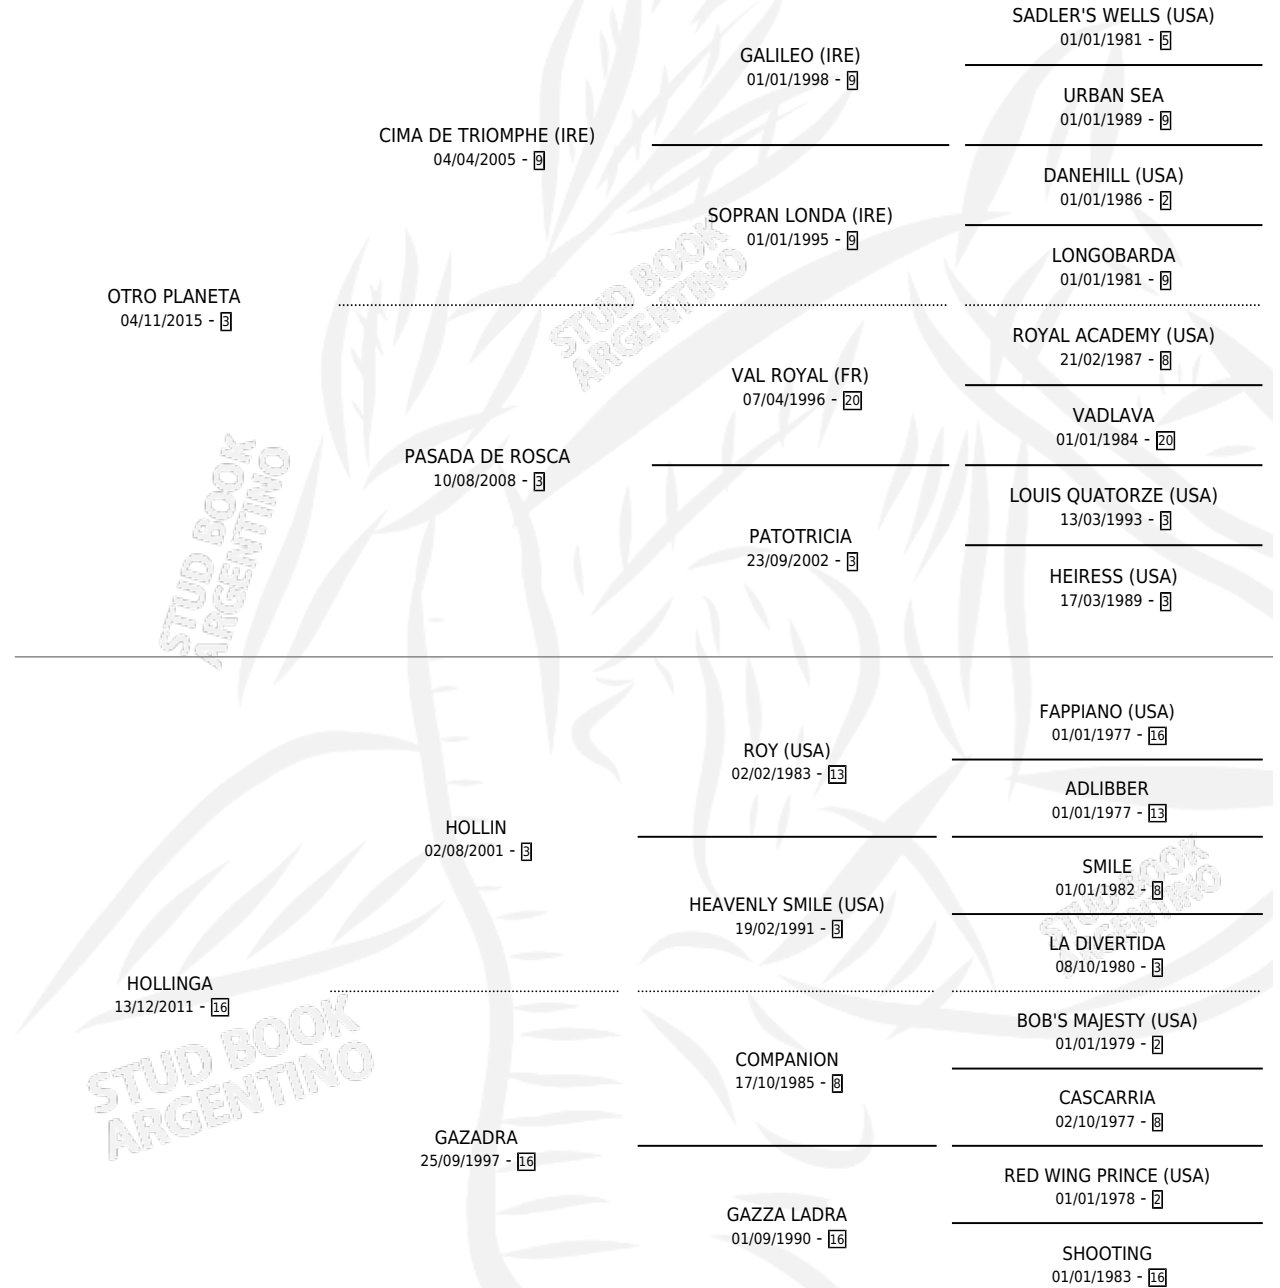 SADLER'S WELLS (USA)
01/01/1981 - 5
GALILEO (IRE)
01/01/1998 - 9
URBAN SEA
01/01/1989 - 9
CIMA DE TRIOMPHE (IRE)
04/04/2005 - 9
DANEHILL (USA)
01/01/1986 - 2
SOPRAN LONDA (IRE)
01/01/1995 - 9
LONGOBARDA
01/01/1981 - 9
OTRO PLANETA
04/11/2015 - 3
ROYAL ACADEMY (USA)
21/02/1987 - 8
VAL ROYAL (FR)
07/04/1996 - 20
VADLAVA
01/01/1984 - 20
PASADA DE ROSCA
10/08/2008 - 3
LOUIS QUATORZE (USA)
13/03/1993 - 3
PATOTRICIA
23/09/2002 - 3
HEIRESS (USA)
17/03/1989 - 3
FAPPIANO (USA)
01/01/1977 - 16
ROY (USA)
02/02/1983 - 13
ADLIBBER
01/01/1977 - 13
HOLLIN
02/08/2001 - 3
SMILE
01/01/1982 - 8
HEAVENLY SMILE (USA)
19/02/1991 - 3
LA DIVERTIDA
08/10/1980 - 3
HOLLINGA
13/12/2011 - 16
BOB'S MAJESTY (USA)
01/01/1979 - 2
COMPANION
17/10/1985 - 8
CASCARRIA
02/10/1977 - 8
GAZADRA
25/09/1997 - 16
RED WING PRINCE (USA)
01/01/1978 - 2
GAZZA LADRA
01/09/1990 - 16
SHOOTING
01/01/1983 - 16
STUD BOOK
ARGENTINO
STUD BOOK
ARGENTINO
STUD BOOK
ARGENTINO
STUD BOOK
ARGENTINO